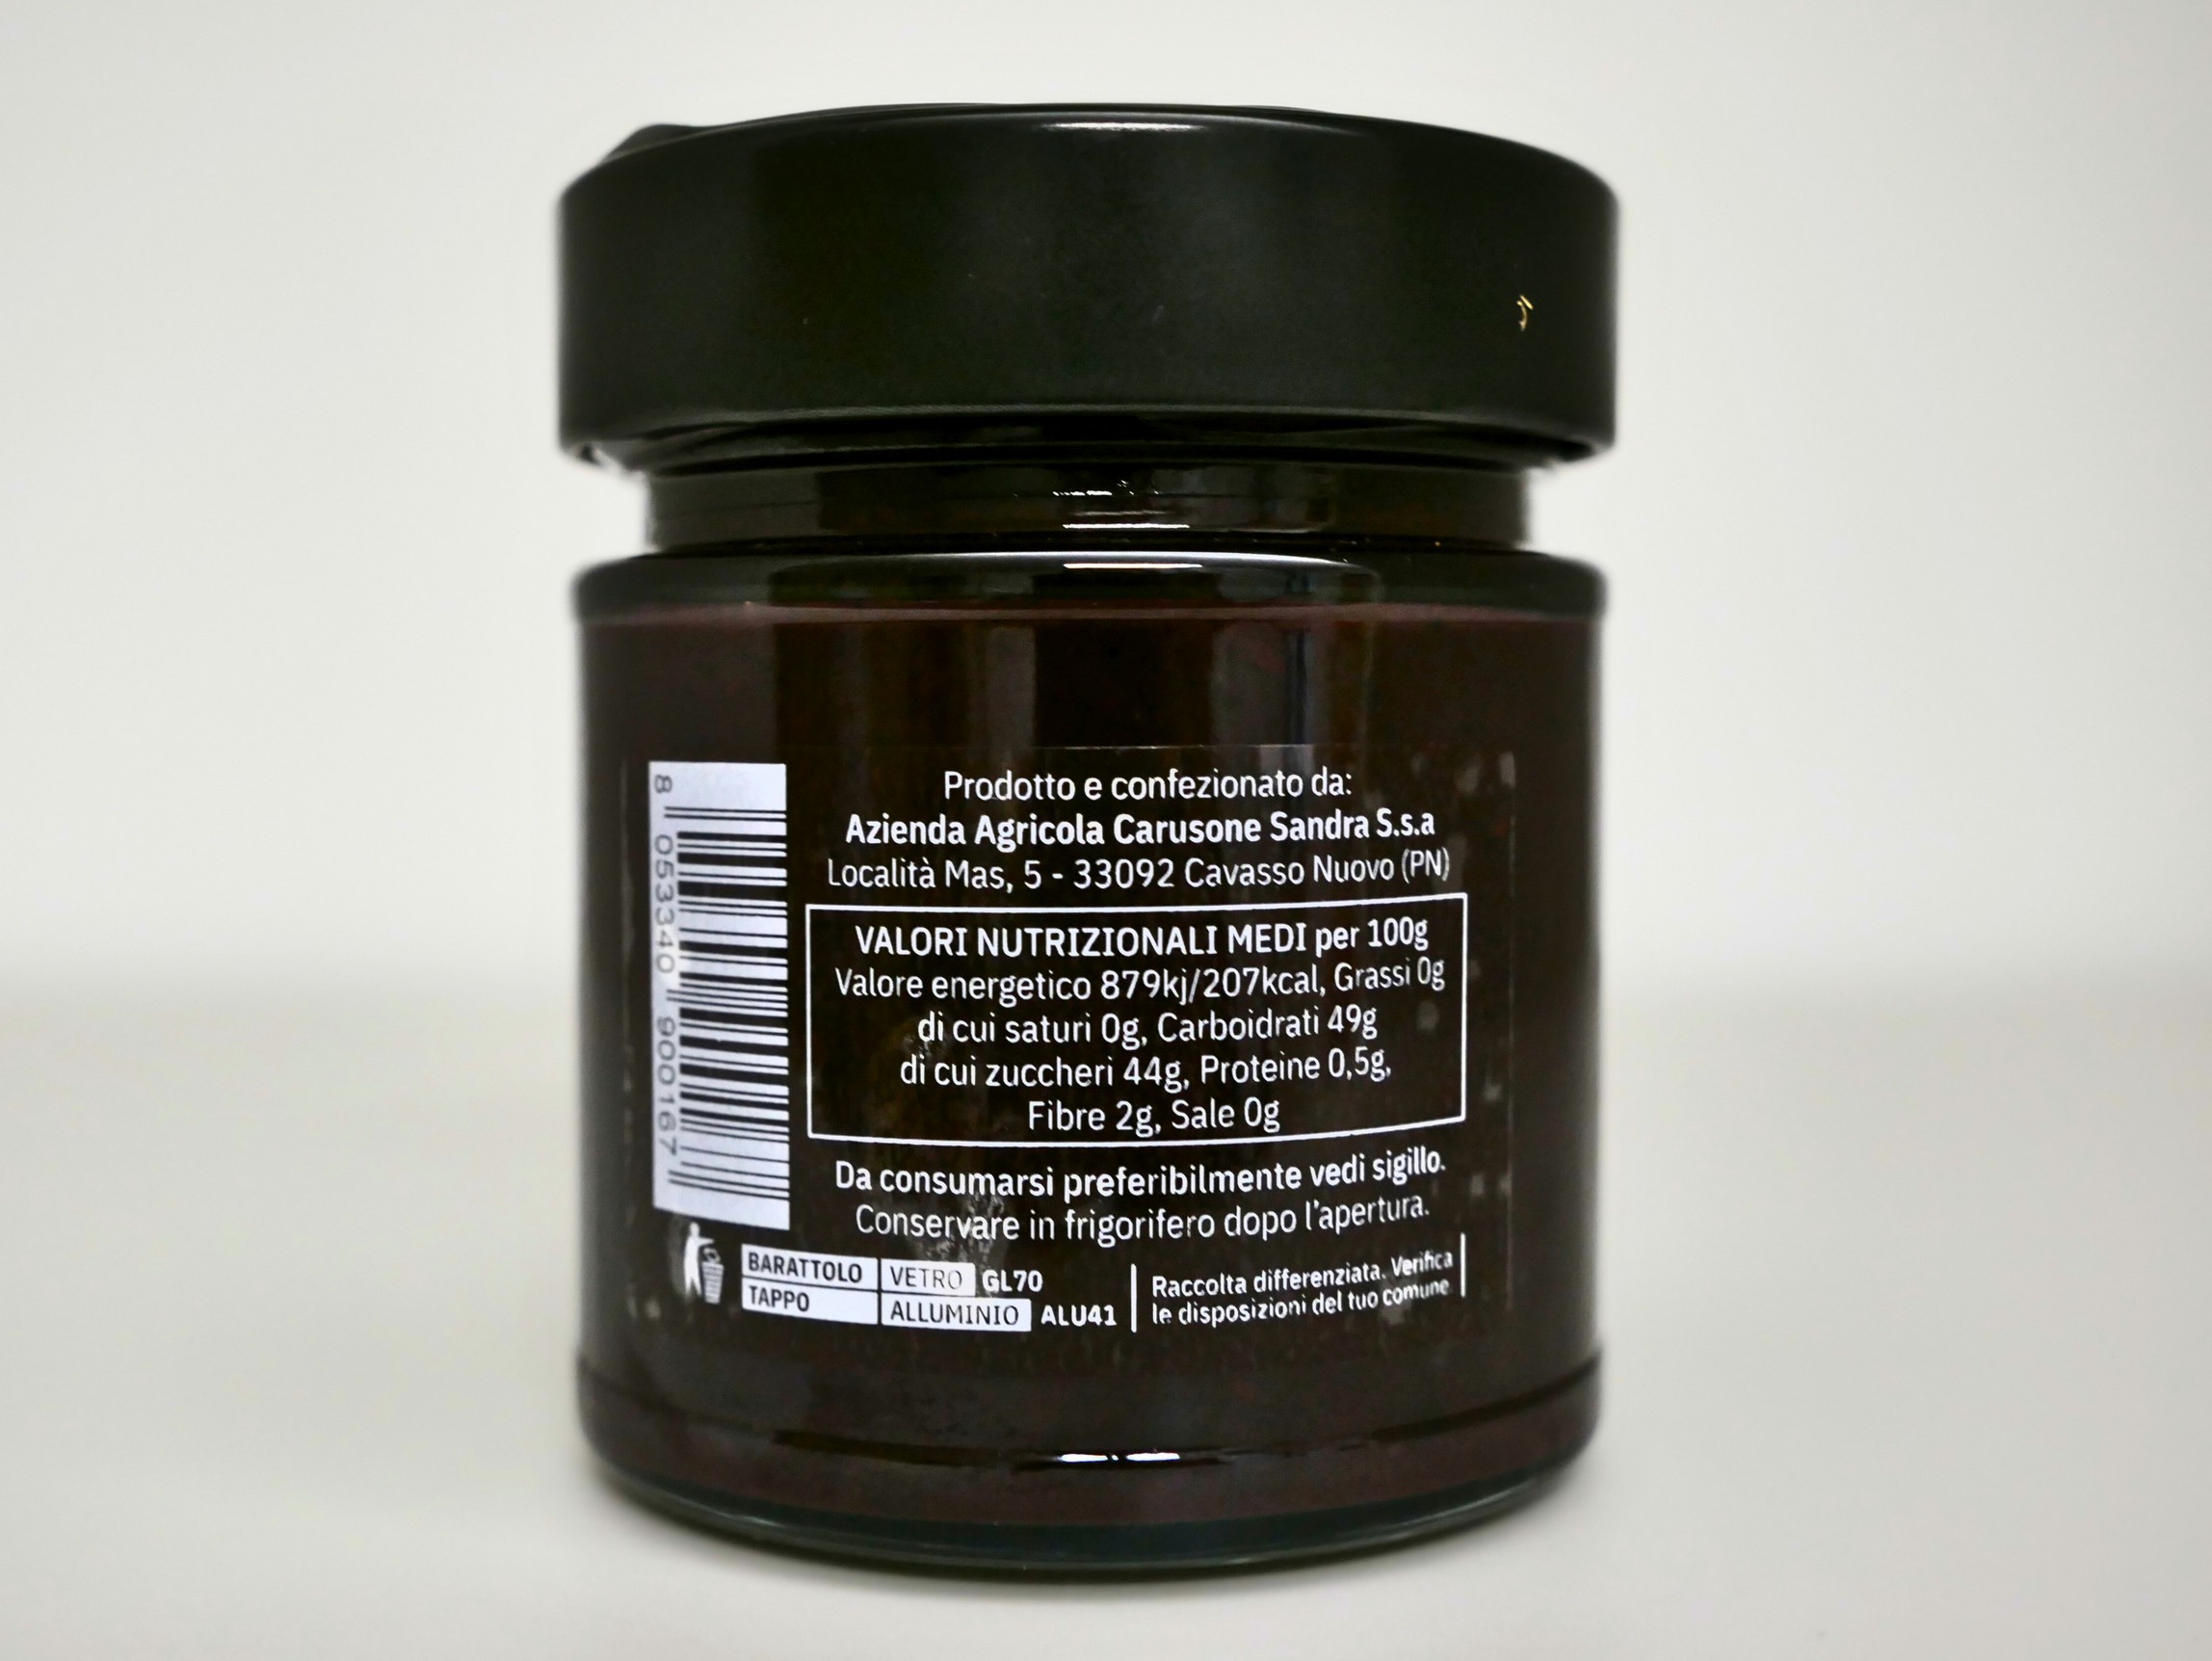 8 053340 900167
Prodotto e confezionato da:
Azienda Agricola Carusone Sandra S.s.a
Località Mas, 5 - 33092 Cavasso Nuovo (PN)
VALORI NUTRIZIONALI MEDI per 100g
Valore energetico 879kj/207kcal, Grassi 0g
di cui saturi 0g, Carboidrati 49g
di cui zuccheri 44g, Proteine 0,5g,
Fibre 2g, Sale 0g
Da consumarsi preferibilmente vedi sigillo.
Conservare in frigorifero dopo l'apertura.
BARATTOLO VETRO GL70
TAPPO ALLUMINIO ALU41
Raccolta differenziata. Verifica
le disposizioni del tuo comune